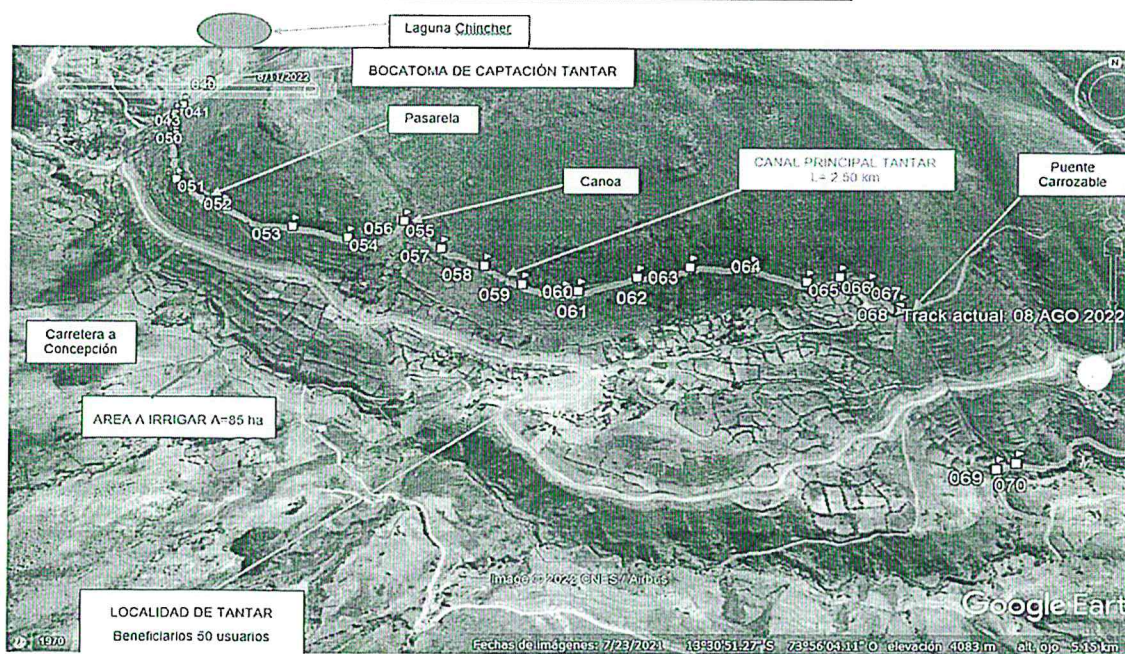 Laguna Chincher
8/11/2022
BOCATOMA DE CAPTACIÓN TANTAR
041
043
050
Pasarela
051
052
CANAL PRINCIPAL TANTAR
L= 2.50 km
Puente
Carrozable
Canoa
053
054
056
055
057
058
059
060
061
062
063
064
065
066
067
068
Track actual: 08 AGO 2022
Carretera a
Concepción
AREA A IRRIGAR A=85 ha
069
070
Image © 2022 CNES / Airbus
LOCALIDAD DE TANTAR
Beneficiarios 50 usuarios
Google Eart
1970
Fechas de imágenes: 7/23/2021 13°30'51.27" S 73°56'04.11" O elevación 4083 m alt. ojo 5.15 km
N